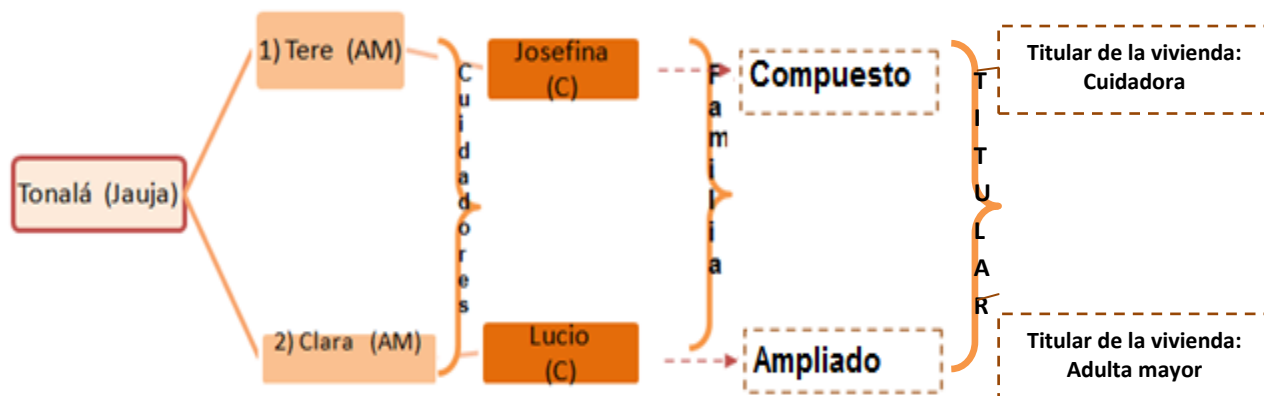 Tonalá (Jauja)
1) Tere (AM)
2) Clara (AM)
Cuidadores
Josefina
(C)
Lucio
(C)
Familia
Compuesto
Ampliado
TITULAR
Titular de la vivienda:
Cuidadora
Titular de la vivienda:
Adulta mayor